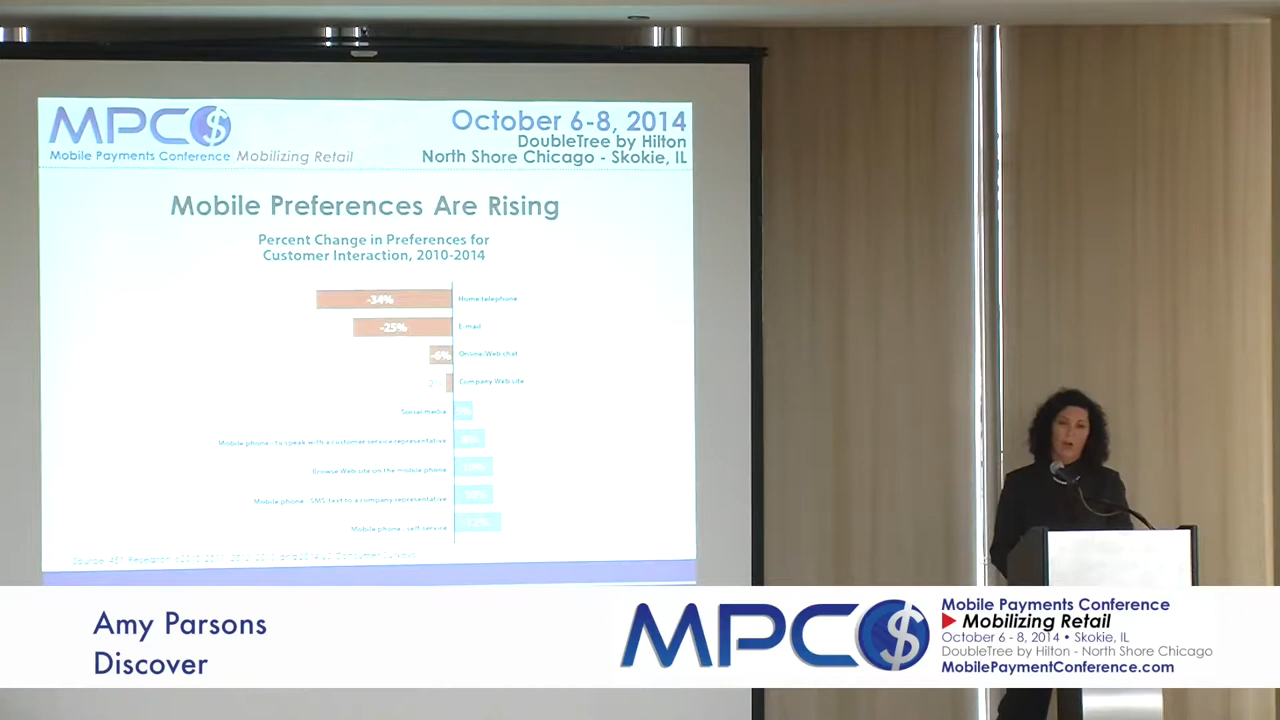 MPC$
Mobile Payments Conference Mobilizing Retail
October 6-8, 2014
DoubleTree by Hilton
North Shore Chicago - Skokie, IL
Mobile Preferences Are Rising
Percent Change in Preferences for
Customer Interaction, 2010-2014
-34% Home telephone
-25% E-mail
-6% Online/Web chat
Company Web site
Social media
Mobile phone - to speak with a customer service representative
Browse Web site on the mobile phone 10%
Mobile phone - SMS text to a company representative 10%
Mobile phone - self-service 12%
Amy Parsons
Discover
MPC$
Mobile Payments Conference
Mobilizing Retail
October 6 - 8, 2014 • Skokie, IL
DoubleTree by Hilton - North Shore Chicago
MobilePaymentConference.com